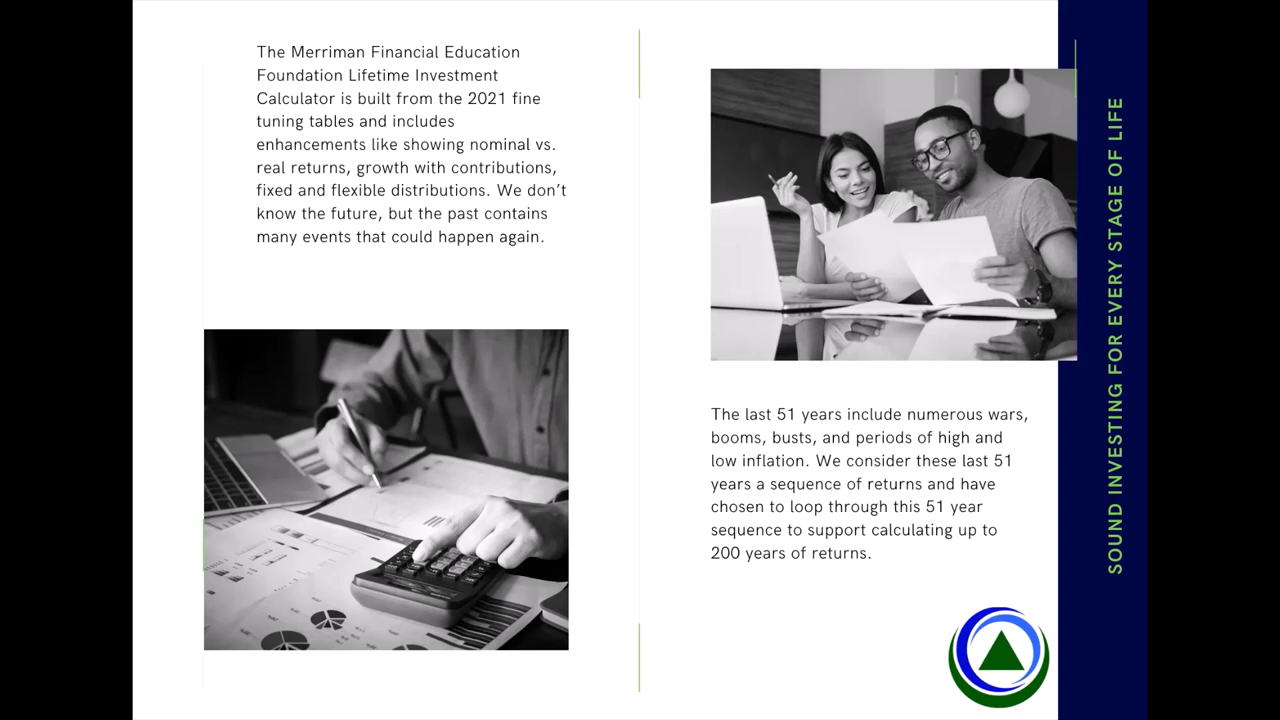 The Merriman Financial Education
Foundation Lifetime Investment
Calculator is built from the 2021 fine
tuning tables and includes
enhancements like showing nominal vs.
real returns, growth with contributions,
fixed and flexible distributions. We don’t
know the future, but the past contains
many events that could happen again.
The last 51 years include numerous wars,
booms, busts, and periods of high and
low inflation. We consider these last 51
years a sequence of returns and have
chosen to loop through this 51 year
sequence to support calculating up to
200 years of returns.
SOUND INVESTING FOR EVERY STAGE OF LIFE